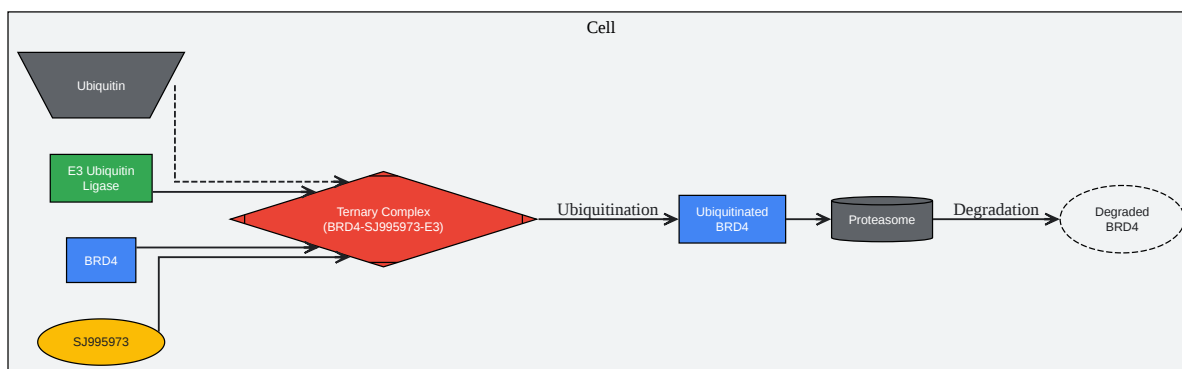 Cell
Ubiquitin
E3 Ubiquitin
Ligase
BRD4
SJ995973
Ternary Complex
(BRD4-SJ995973-E3)
Ubiquitination
Ubiquitinated
BRD4
Proteasome
Degradation
Degraded
BRD4